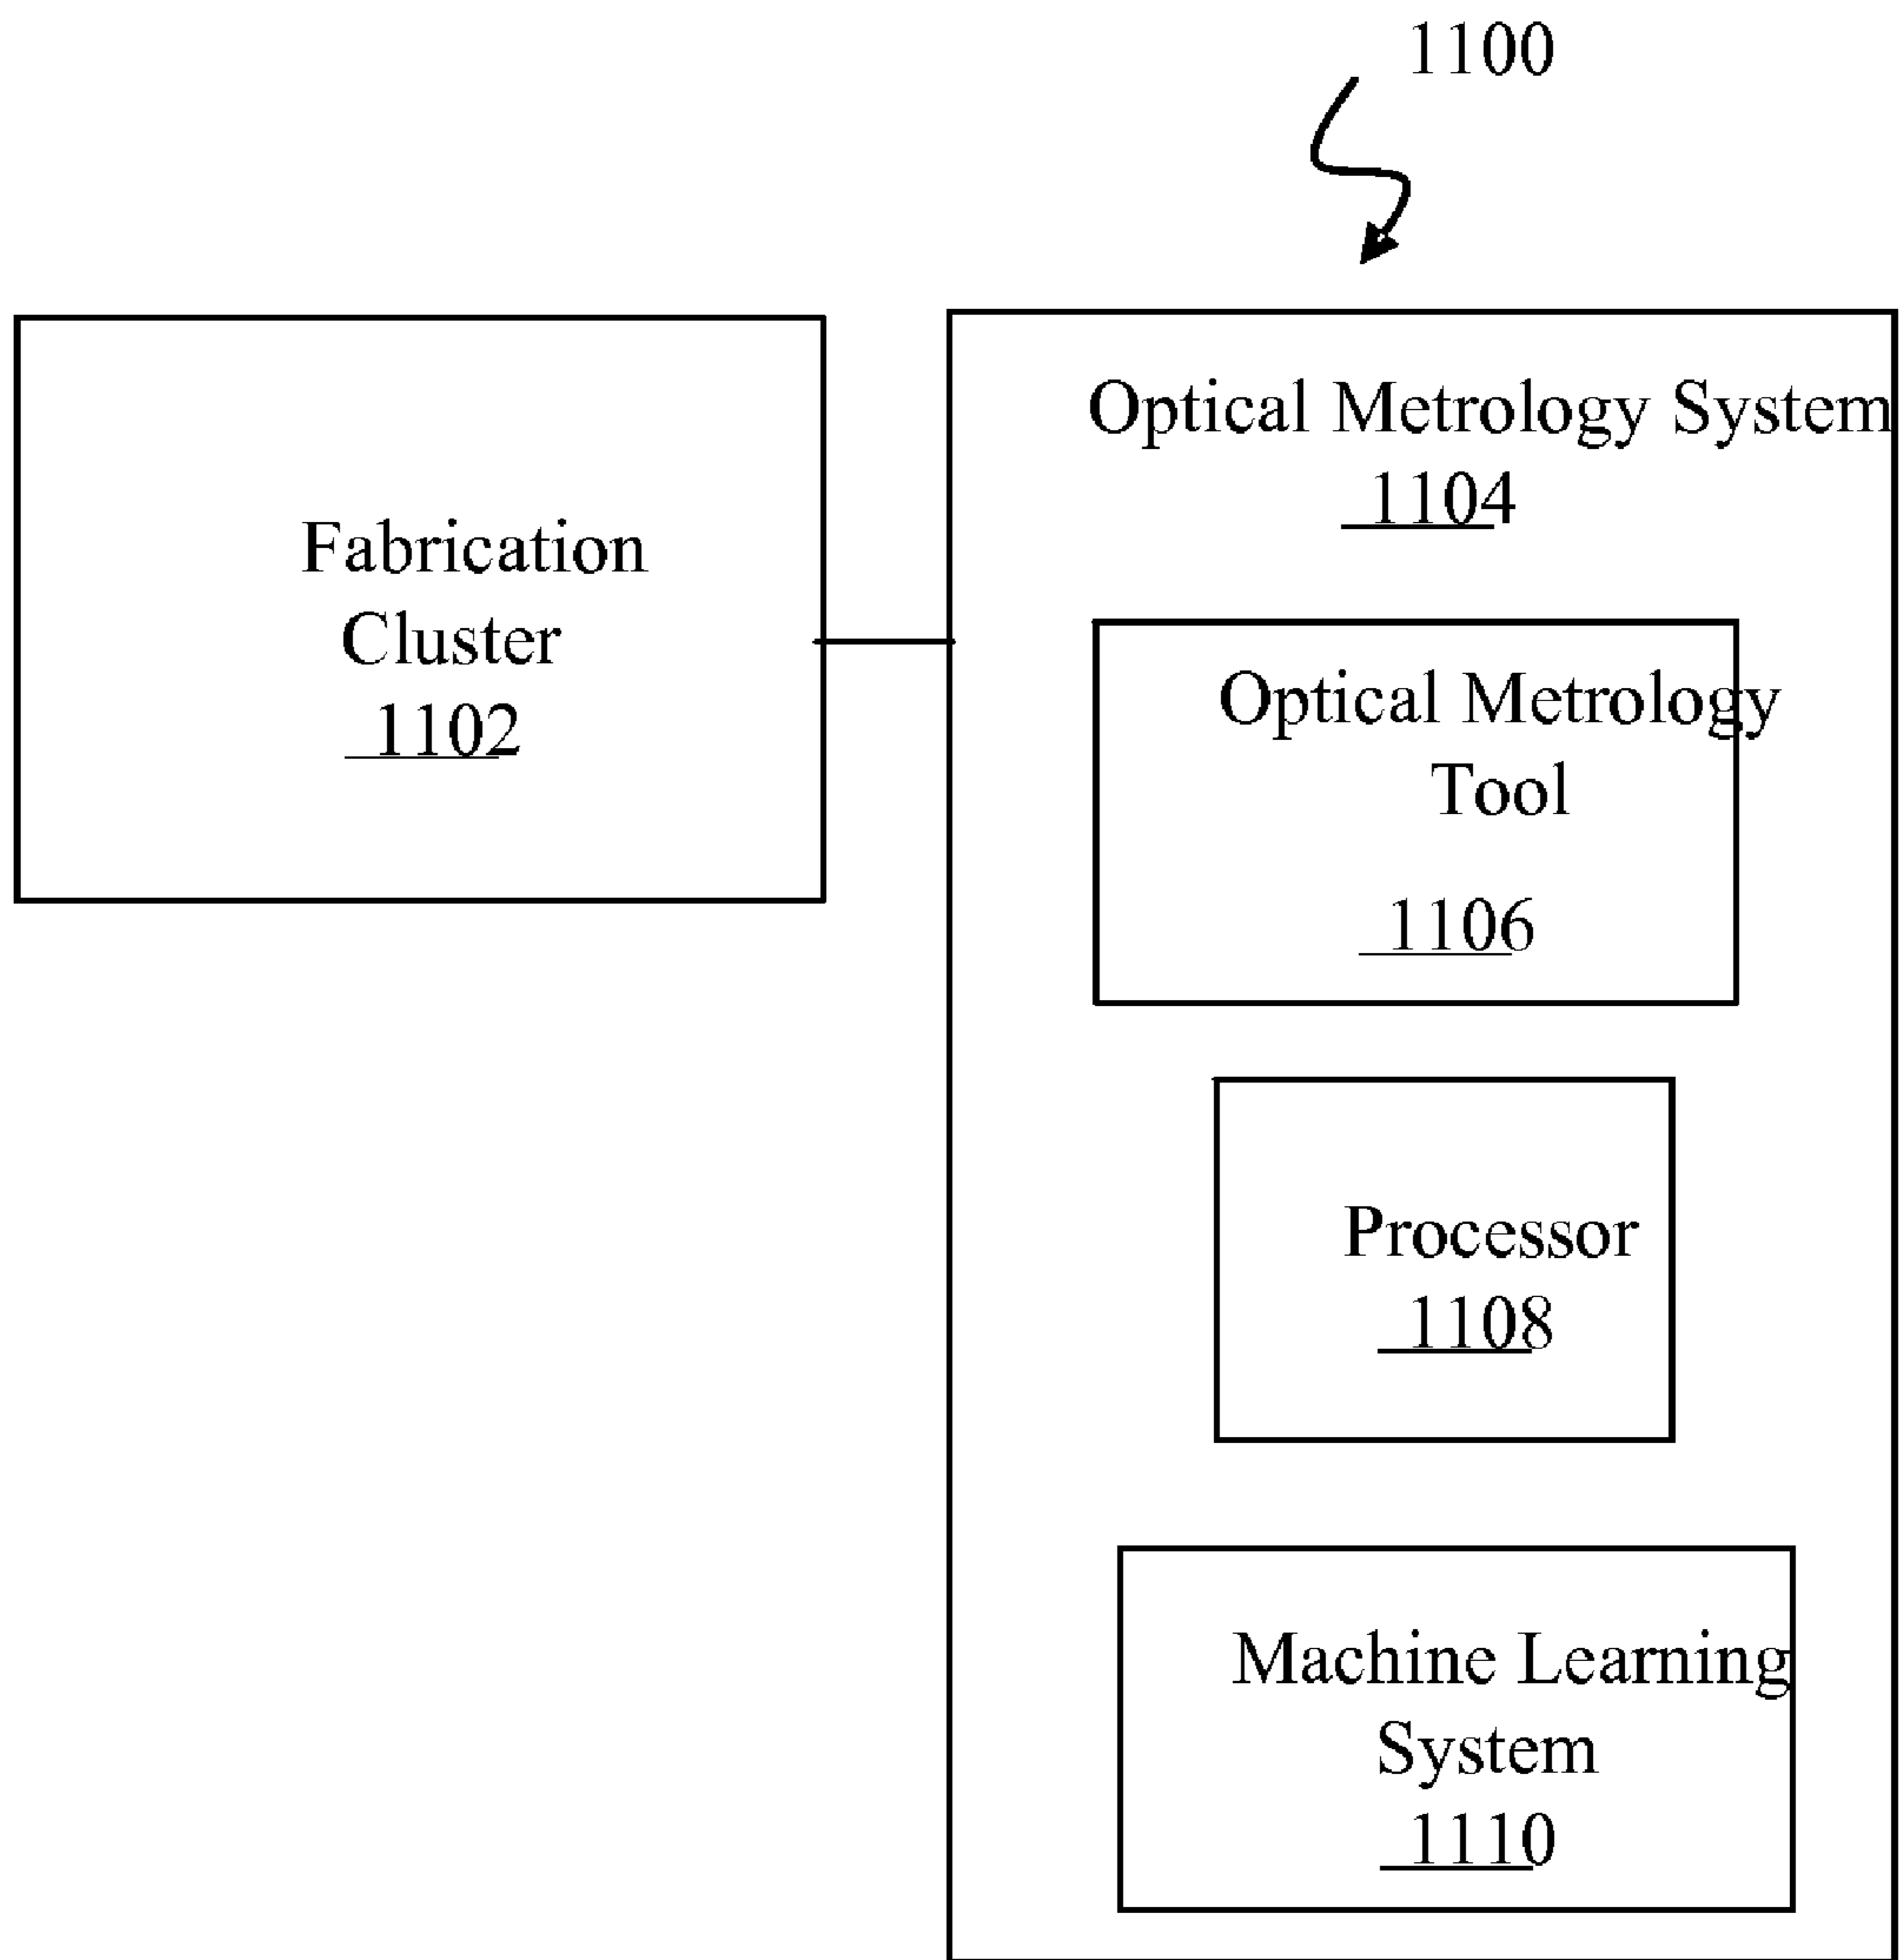 1100
Fabrication
Cluster
1102
Optical Metrology System
1104
Optical Metrology
Tool
1106
Processor
1108
Machine Learning
System
1110